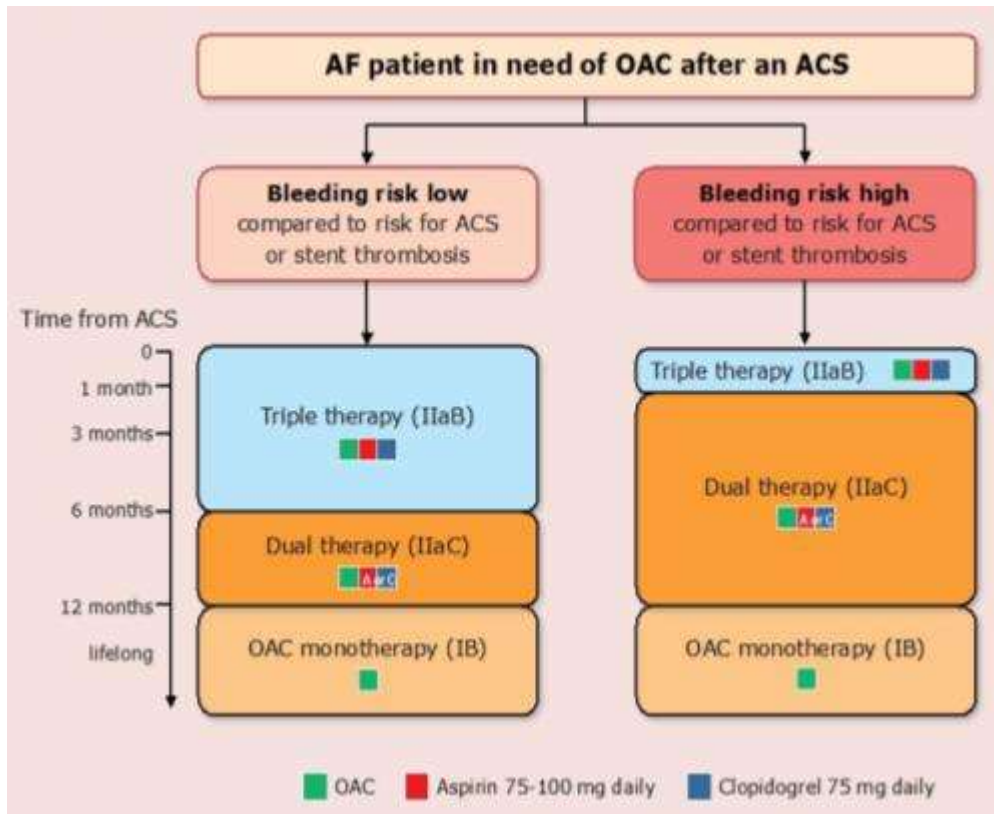 AF patient in need of OAC after an ACS
Bleeding risk low
compared to risk for ACS
or stent thrombosis
Bleeding risk high
compared to risk for ACS
or stent thrombosis
Time from ACS
0
1 month
3 months
6 months
12 months
lifelong
Triple therapy (IIaB)
Dual therapy (IIaC)
A or C
OAC monotherapy (IB)
Triple therapy (IIaB)
Dual therapy (IIaC)
A or C
OAC monotherapy (IB)
OAC
Aspirin 75-100 mg daily
Clopidogrel 75 mg daily